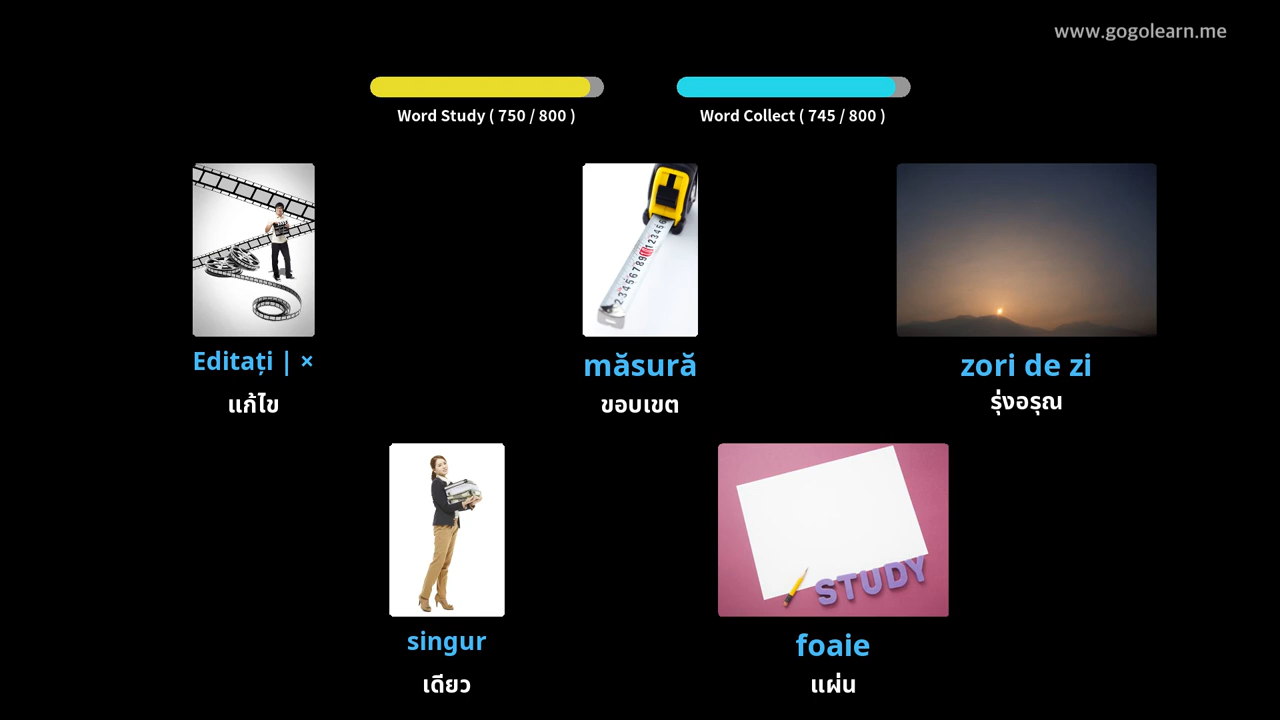 www.gogolearn.me
Word Study ( 750 / 800 )
Word Collect ( 745 / 800 )
Editați | ×
แก้ไข
măsură
ขอบเขต
zori de zi
รุ่งอรุณ
singur
เดียว
STUDY
foaie
แผ่น